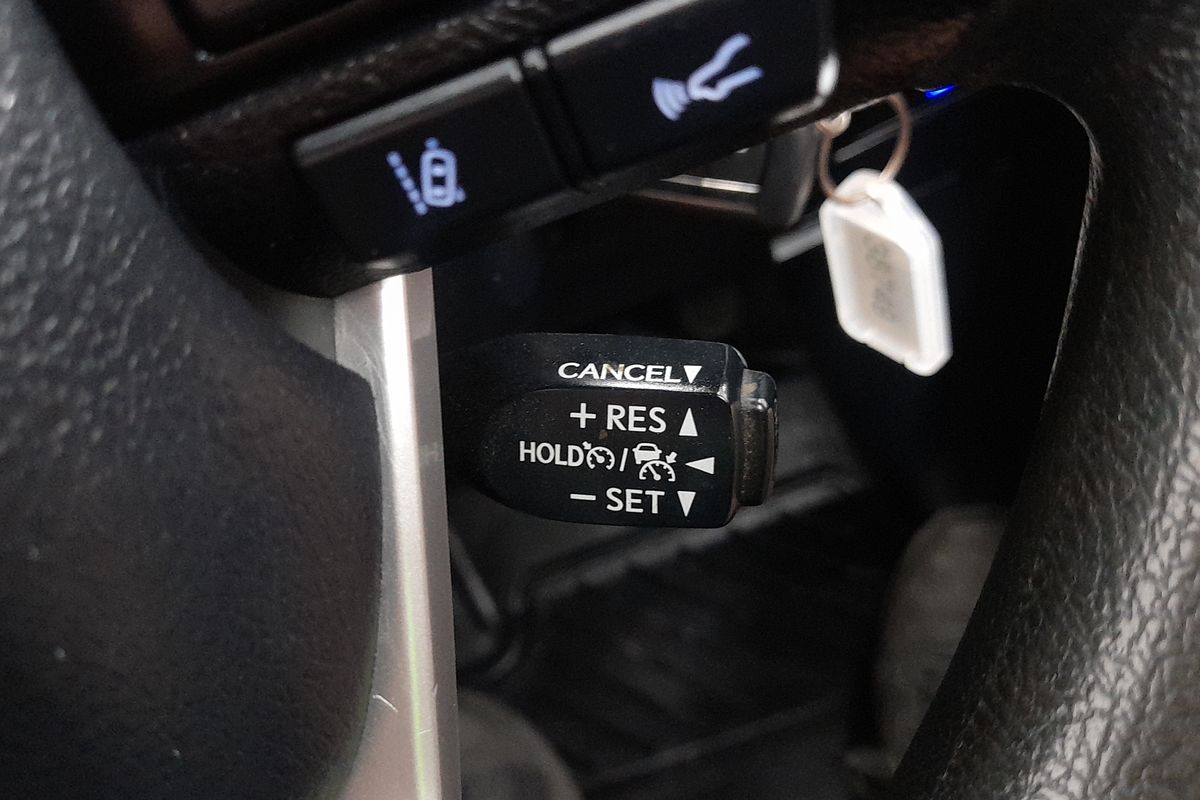 CANCEL▼
+ RES ▲
HOLD / ◄
− SET ▼